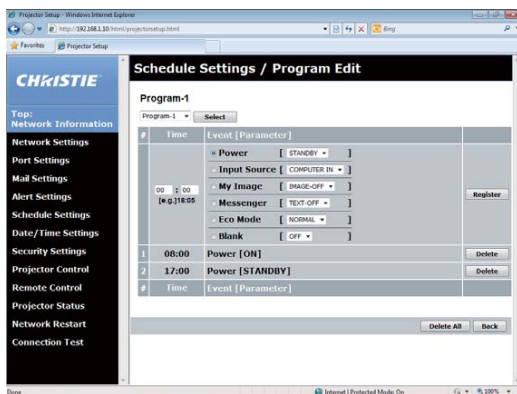 Projector Setup - Windows Internet Explorer
http://192.168.1.10/html/projectorsetup.html
Bing
Favorites Projector Setup
CHRISTIE
Top:
Network Information
Network Settings
Port Settings
Mail Settings
Alert Settings
Schedule Settings
Date/Time Settings
Security Settings
Projector Control
Remote Control
Projector Status
Network Restart
Connection Test
Schedule Settings / Program Edit
Program-1
Program-1 Select
# Time Event [Parameter]
Power [ STANDBY ]
Input Source [ COMPUTER IN ]
My Image [ IMAGE-OFF ]
Messenger [ TEXT-OFF ]
Eco Mode [ NORMAL ]
Blank [ OFF ]
00 : 00
[e.g.]18:05
Register
1 08:00 Power [ON] Delete
2 17:00 Power [STANDBY] Delete
# Time Event [Parameter]
Delete All Back
Done Internet | Protected Mode: On 100%